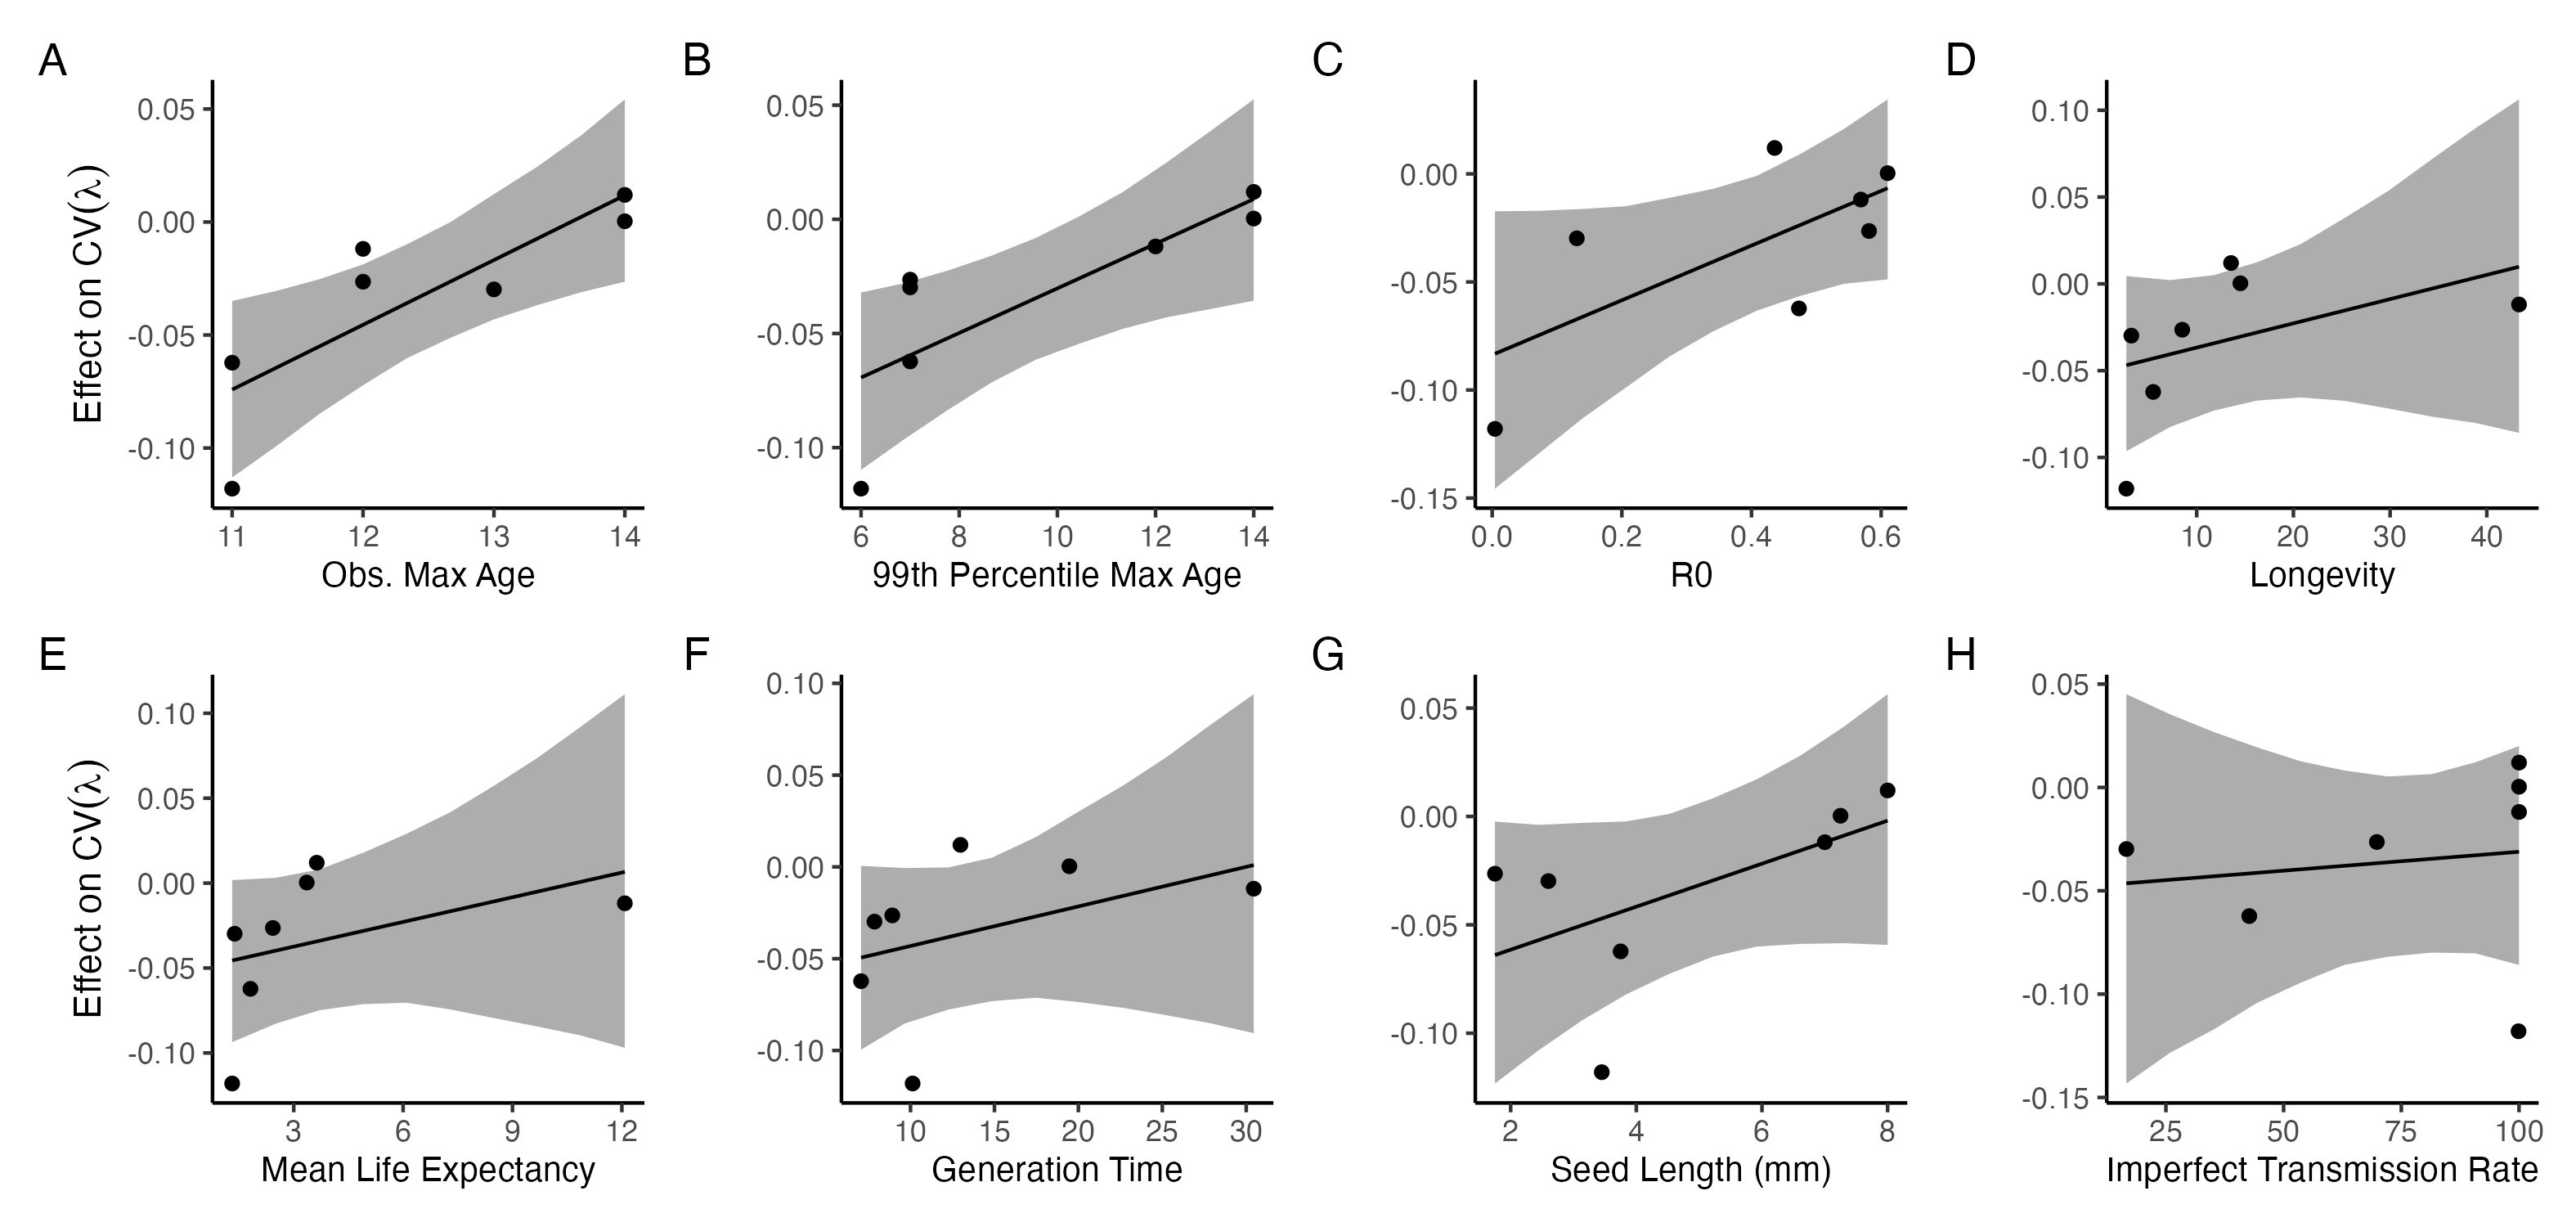 A B C D
Effect on CV(λ)
0.05 0.00 -0.05 -0.10
11 12 13 14
Obs. Max Age
0.05 0.00 -0.05 -0.10
6 8 10 12 14
99th Percentile Max Age
0.00 -0.05 -0.10 -0.15
0.0 0.2 0.4 0.6
R0
0.10 0.05 0.00 -0.05 -0.10
10 20 30 40
Longevity
E F G H
Effect on CV(λ)
0.10 0.05 0.00 -0.05 -0.10
3 6 9 12
Mean Life Expectancy
0.10 0.05 0.00 -0.05 -0.10
10 15 20 25 30
Generation Time
0.05 0.00 -0.05 -0.10
2 4 6 8
Seed Length (mm)
0.05 0.00 -0.05 -0.10 -0.15
25 50 75 100
Imperfect Transmission Rate